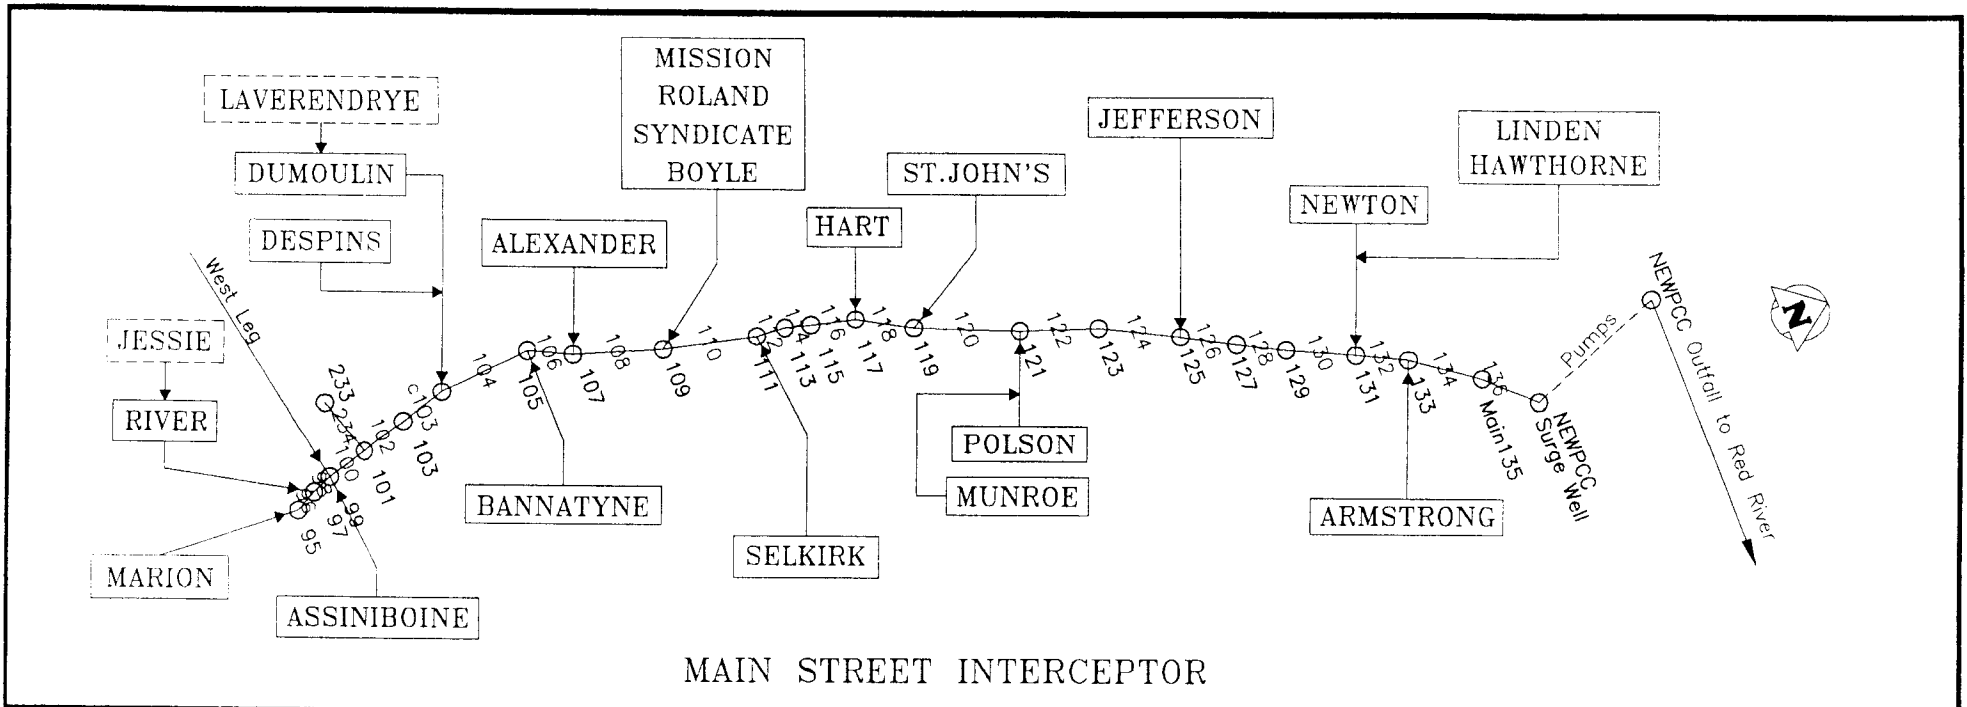 MISSION
ROLAND
SYNDICATE
BOYLE
LAVERENDRYE
DUMOULIN
DESPINS
ALEXANDER
HART
ST.JOHN'S
JEFFERSON
NEWTON
LINDEN
HAWTHORNE
West Leg
JESSIE
RIVER
MARION
ASSINIBOINE
BANNATYNE
SELKIRK
POLSON
MUNROE
ARMSTRONG
233
234
95
96
97
98
99
100
101
102
103
c103
104
105
106
107
108
109
110
111
112
113
114
115
116
117
118
119
120
121
122
123
124
125
126
127
128
129
130
131
132
133
134
Main135
136
NEWPCC
Surge Well
Pumps
NEWPCC Outfall to Red River
N
MAIN STREET INTERCEPTOR